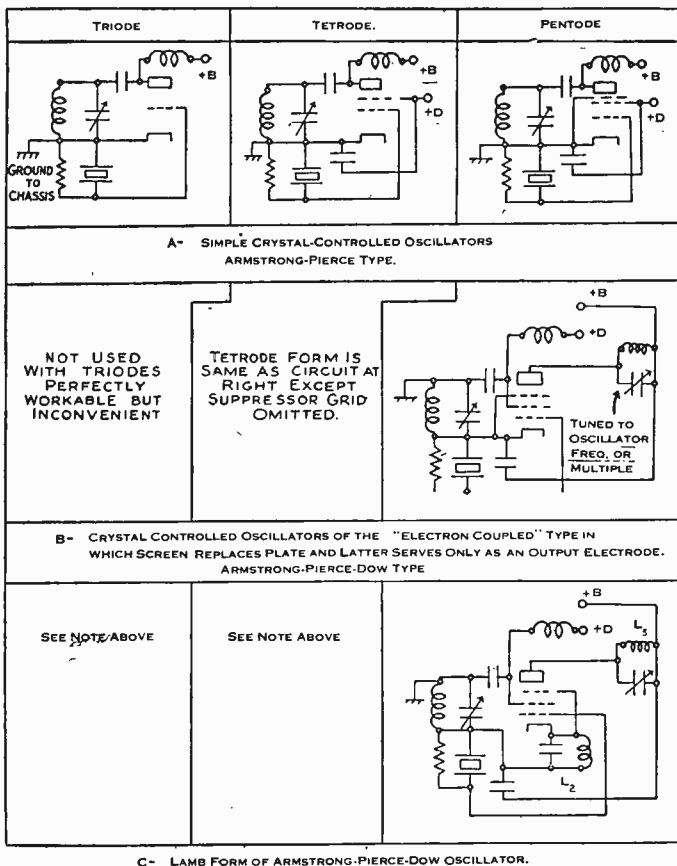 TRIODE
TETRODE.
PENTODE
+B
+B
+D
+B
+D
GROUND
TO
CHASSIS
A- SIMPLE CRYSTAL-CONTROLLED OSCILLATORS
ARMSTRONG-PIERCE TYPE.
NOT USED
WITH TRIODES
PERFECTLY
WORKABLE BUT
INCONVENIENT
TETRODE FORM IS
SAME AS CIRCUIT AT
RIGHT EXCEPT
SUPPRESSOR GRID
OMITTED.
+B
+D
TUNED TO
OSCILLATOR
FREQ. OR
MULTIPLE
B- CRYSTAL CONTROLLED OSCILLATORS OF THE "ELECTRON COUPLED" TYPE IN
WHICH SCREEN REPLACES PLATE AND LATTER SERVES ONLY AS AN OUTPUT ELECTRODE.
ARMSTRONG-PIERCE-DOW TYPE
SEE NOTE ABOVE
SEE NOTE ABOVE
+B
+D
L3
L2
C- LAMB FORM OF ARMSTRONG-PIERCE-DOW OSCILLATOR.